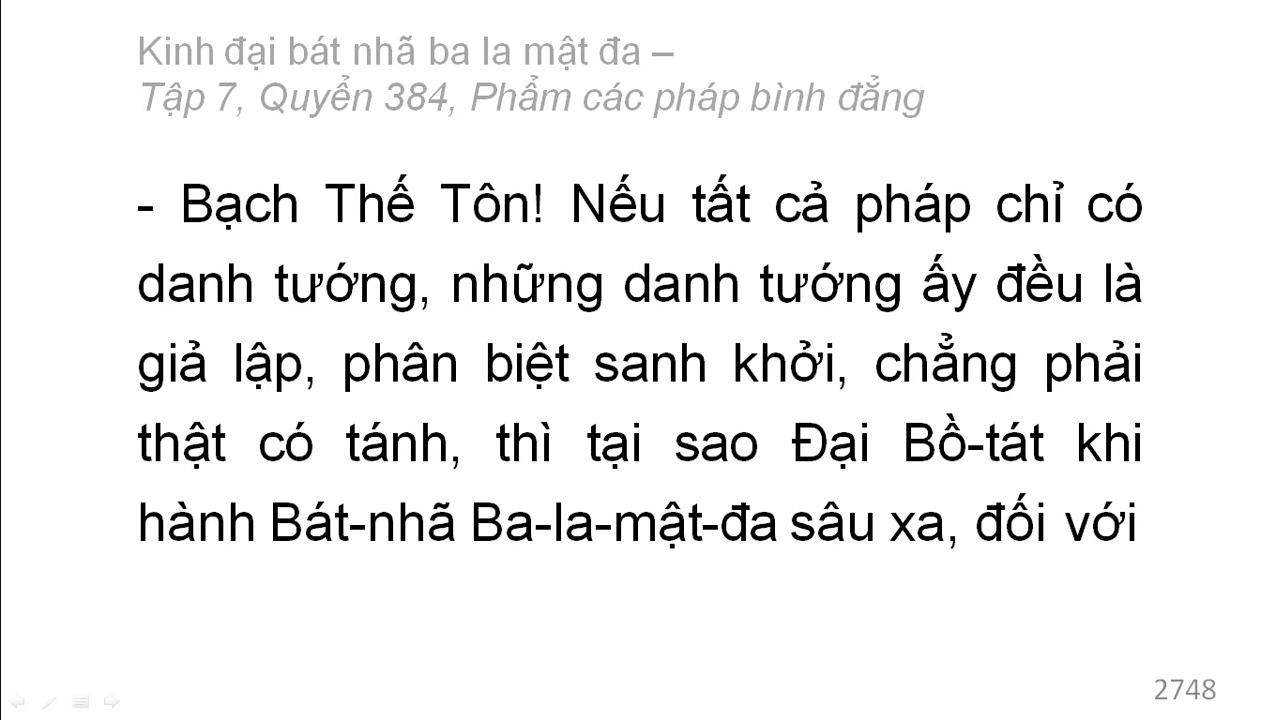 Kinh đại bát nhã ba la mật đa –
Tập 7, Quyển 384, Phẩm các pháp bình đẳng
- Bạch Thế Tôn! Nếu tất cả pháp chỉ có
danh tướng, những danh tướng ấy đều là
giả lập, phân biệt sanh khởi, chẳng phải
thật có tánh, thì tại sao Đại Bồ-tát khi
hành Bát-nhã Ba-la-mật-đa sâu xa, đối với
2748